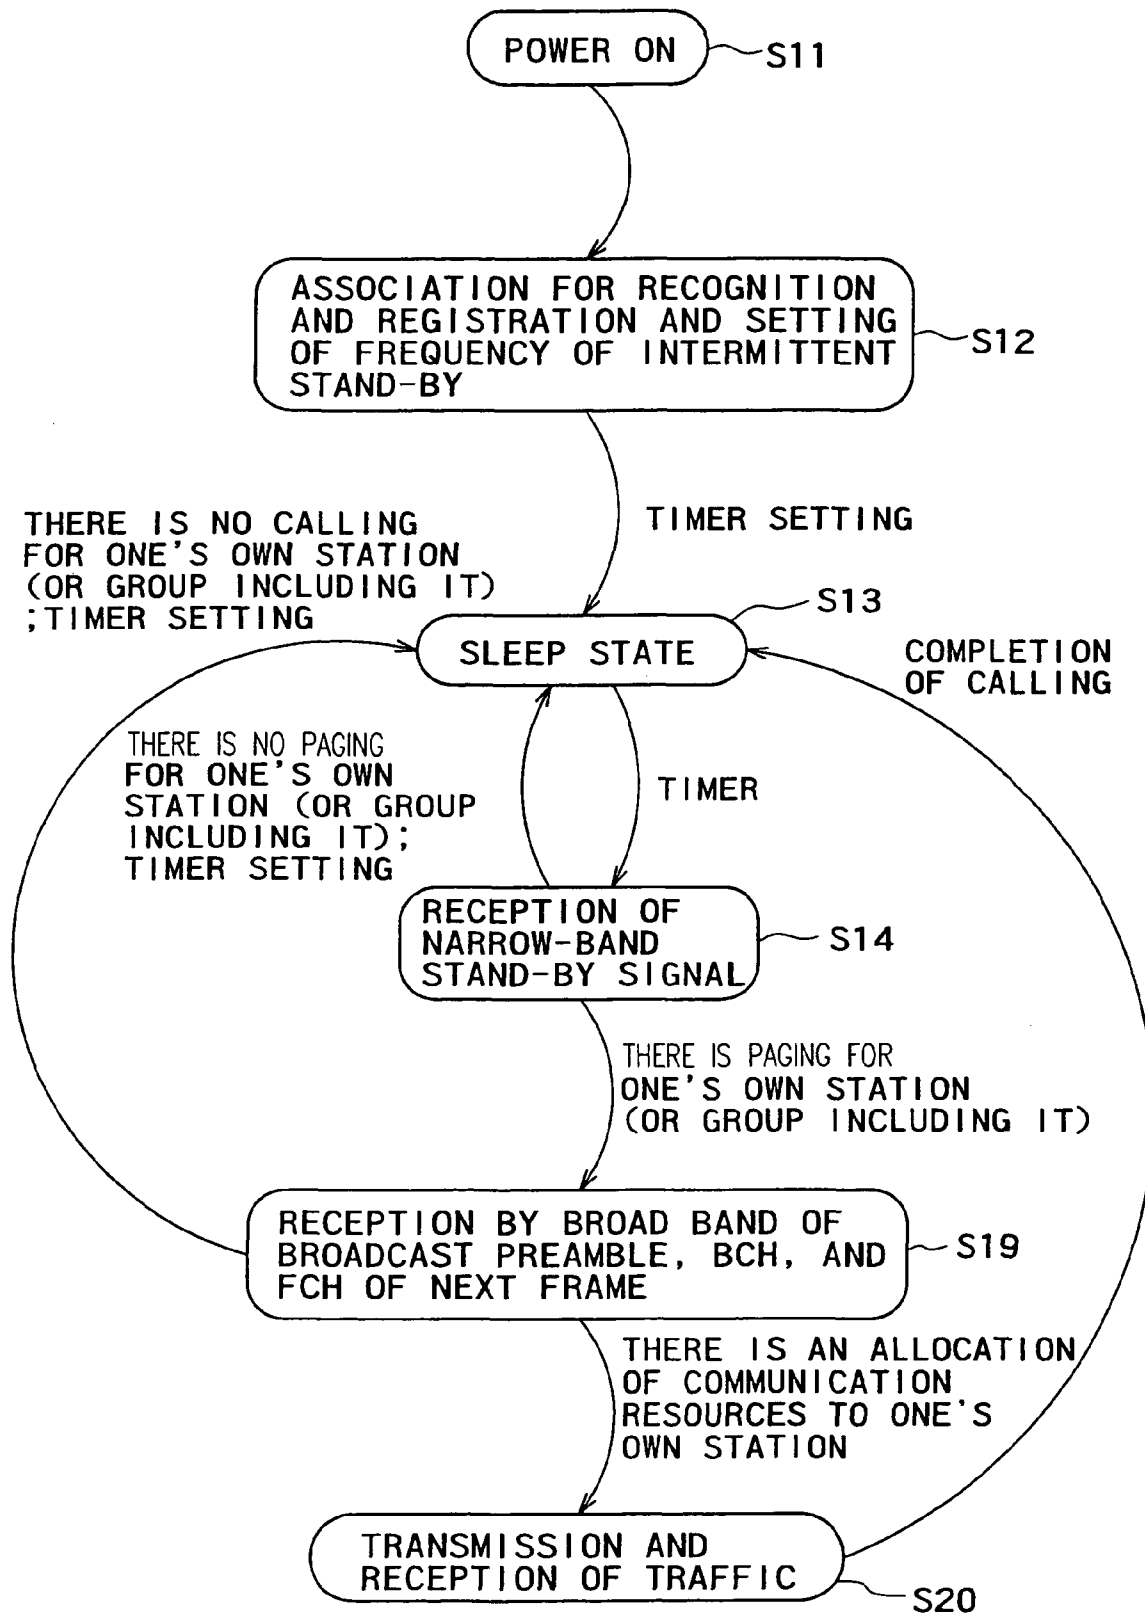 POWER ON
S11
ASSOCIATION FOR RECOGNITION
AND REGISTRATION AND SETTING
OF FREQUENCY OF INTERMITTENT
STAND-BY
S12
TIMER SETTING
THERE IS NO CALLING
FOR ONE'S OWN STATION
(OR GROUP INCLUDING IT)
;TIMER SETTING
S13
SLEEP STATE
COMPLETION
OF CALLING
THERE IS NO PAGING
FOR ONE'S OWN
STATION (OR GROUP
INCLUDING IT);
TIMER SETTING
TIMER
RECEPTION OF
NARROW-BAND
STAND-BY SIGNAL
S14
THERE IS PAGING FOR
ONE'S OWN STATION
(OR GROUP INCLUDING IT)
RECEPTION BY BROAD BAND OF
BROADCAST PREAMBLE, BCH, AND
FCH OF NEXT FRAME
S19
THERE IS AN ALLOCATION
OF COMMUNICATION
RESOURCES TO ONE'S
OWN STATION
TRANSMISSION AND
RECEPTION OF TRAFFIC
S20